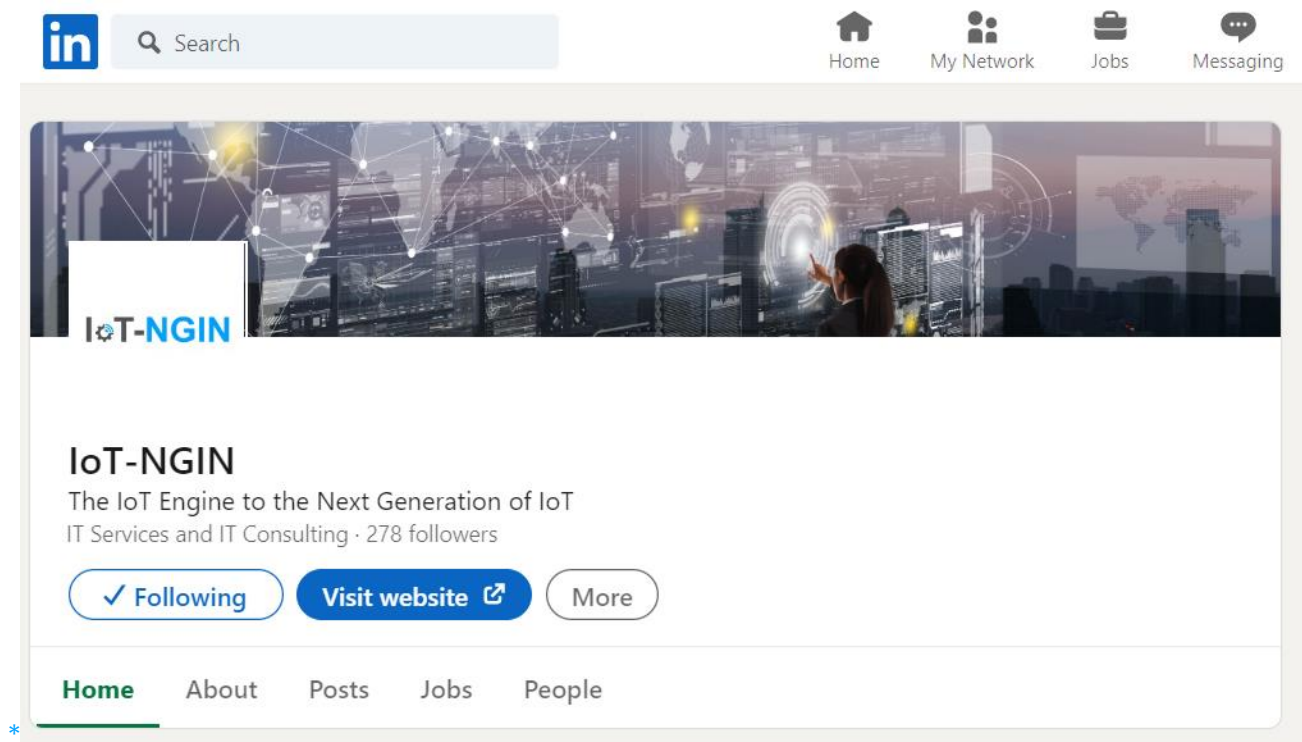 in Search
Home My Network Jobs Messaging
IoT-NGIN
IoT-NGIN
The IoT Engine to the Next Generation of IoT
IT Services and IT Consulting · 278 followers
✓ Following Visit website More
Home About Posts Jobs People
*